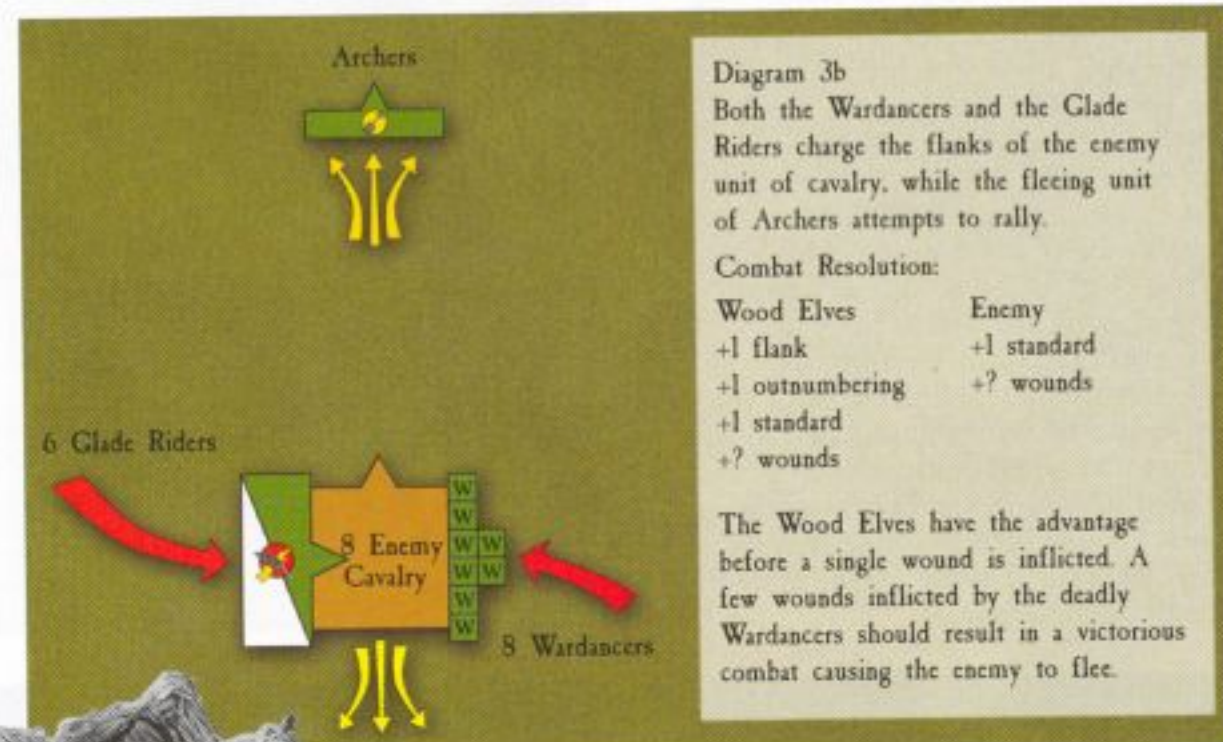 Archers
6 Glade Riders
8 Enemy
Cavalry
W
W
W W
W W
W
W
8 Wardancers
Diagram 3b
Both the Wardancers and the Glade
Riders charge the flanks of the enemy
unit of cavalry, while the fleeing unit
of Archers attempts to rally.
Combat Resolution:
Wood Elves Enemy
+1 flank +1 standard
+1 outnumbering +? wounds
+1 standard
+? wounds
The Wood Elves have the advantage
before a single wound is inflicted. A
few wounds inflicted by the deadly
Wardancers should result in a victorious
combat causing the enemy to flee.